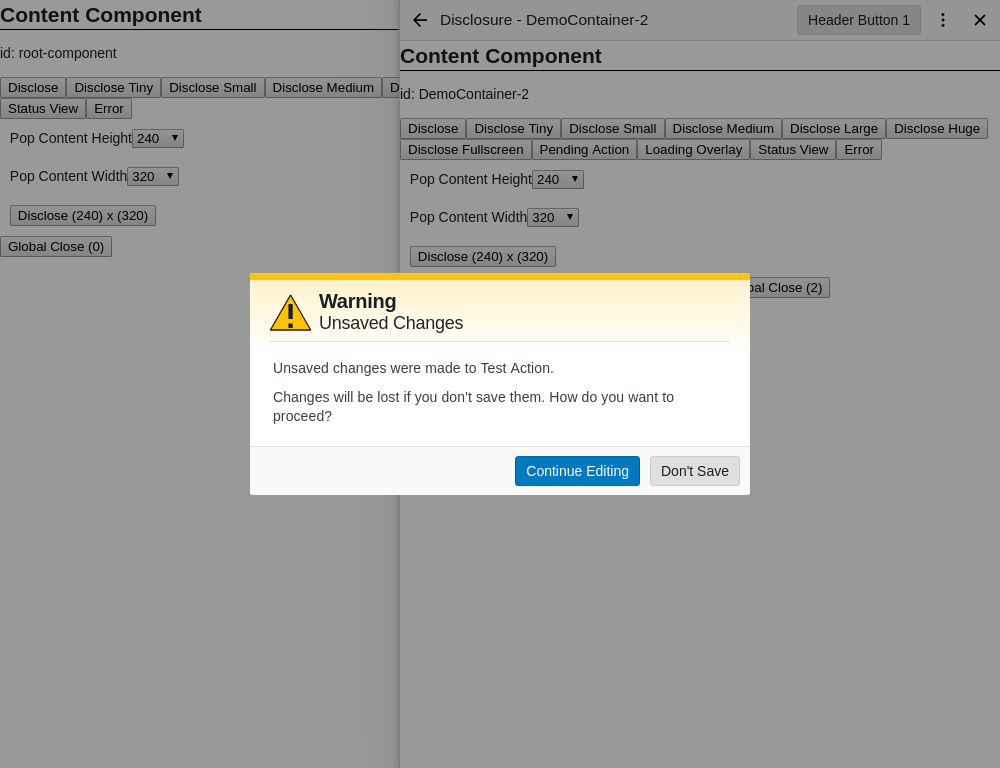 Content Component
id: root-component
Disclose Disclose Tiny Disclose Small Disclose Medium D
Status View Error
Pop Content Height 240
Pop Content Width 320
Disclose (240) x (320)
Global Close (0)
Disclosure - DemoContainer-2 Header Button 1
Content Component
id: DemoContainer-2
Disclose Disclose Tiny Disclose Small Disclose Medium Disclose Large Disclose Huge
Disclose Fullscreen Pending Action Loading Overlay Status View Error
Pop Content Height 240
Pop Content Width 320
Disclose (240) x (320)
bal Close (2)
Warning
Unsaved Changes
Unsaved changes were made to Test Action.
Changes will be lost if you don't save them. How do you want to
proceed?
Continue Editing Don't Save